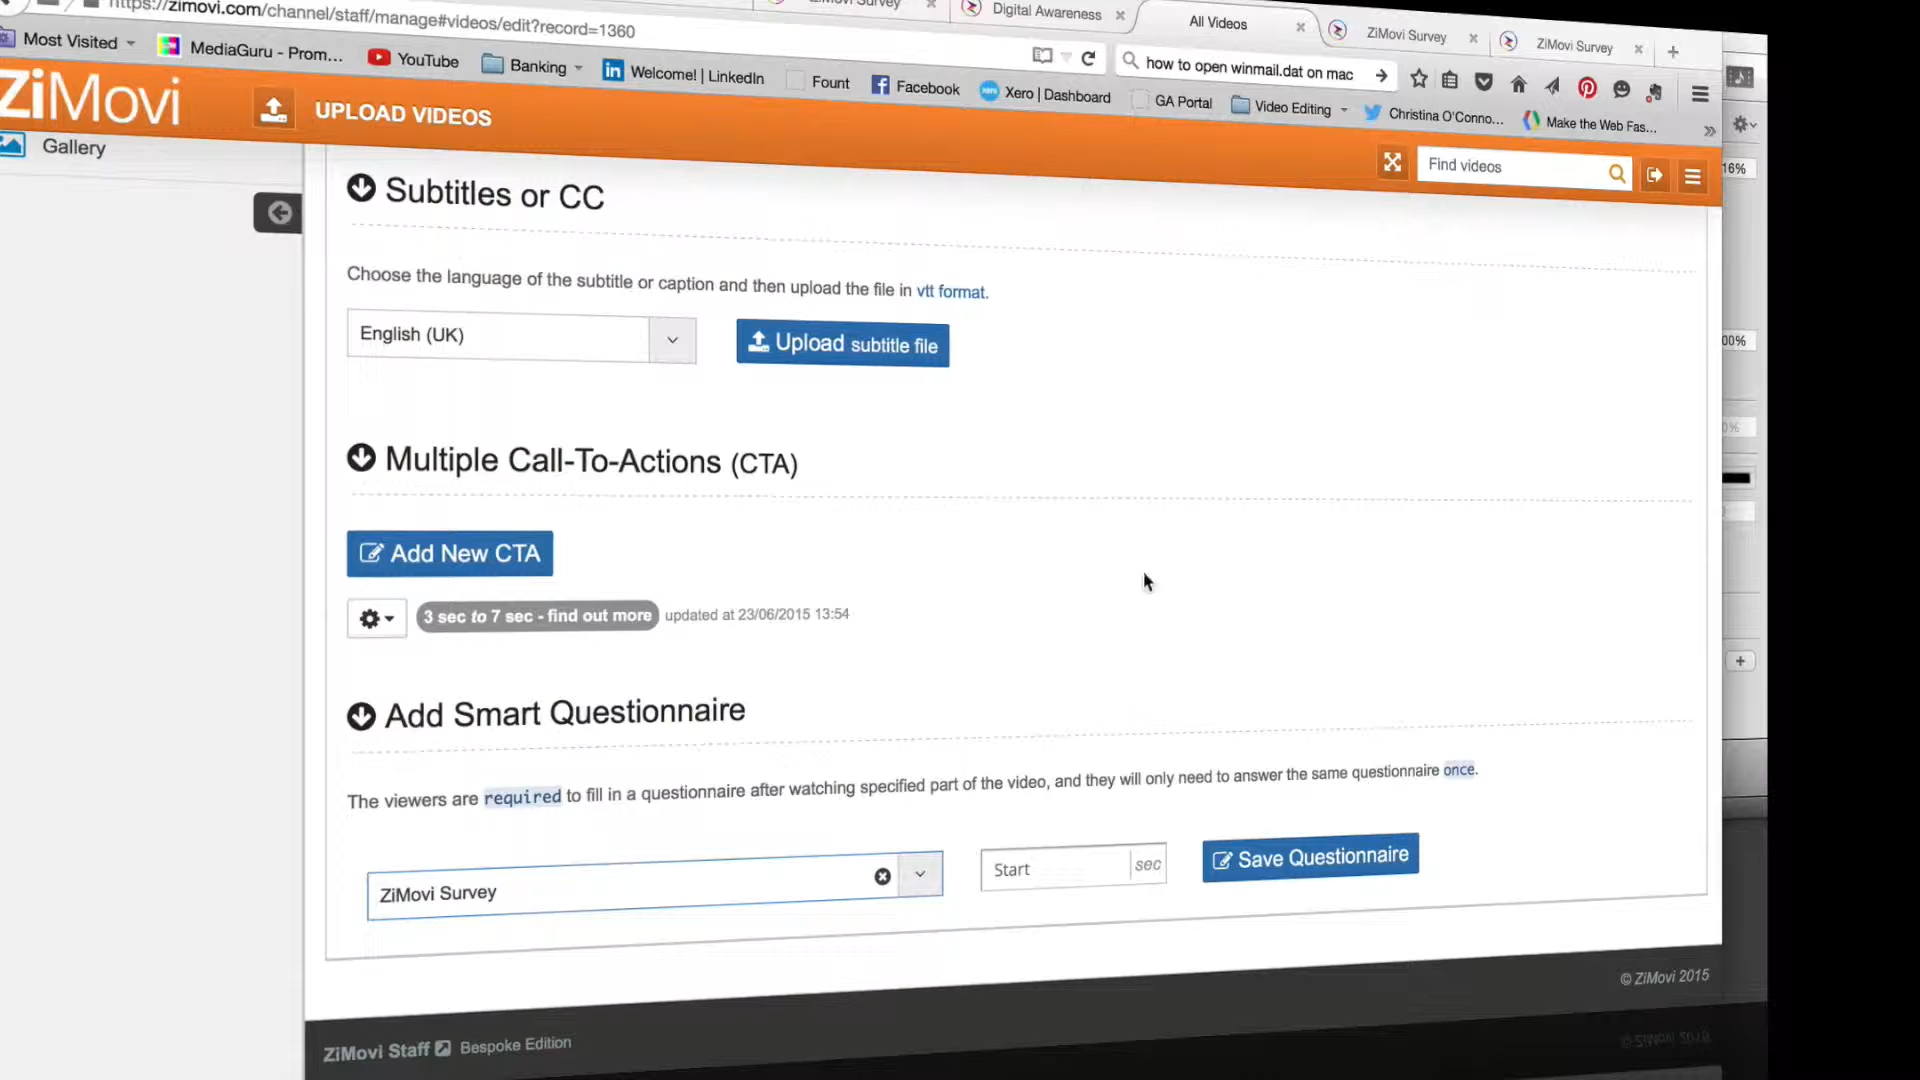 https://zimovi.com/channel/staff/manage#videos/edit?record=1360
ZiMovi Survey
Digital Awareness
All Videos
ZiMovi Survey
ZiMovi Survey
how to open winmail.dat on mac
Most Visited
MediaGuru - Prom...
YouTube
Banking
Welcome! | LinkedIn
Fount
Facebook
Xero | Dashboard
GA Portal
Video Editing
Christina O'Conno...
Make the Web Fas...
ZiMovi
UPLOAD VIDEOS
Find videos
16%
Gallery
Subtitles or CC
Choose the language of the subtitle or caption and then upload the file in vtt format.
English (UK)
Upload subtitle file
00%
0%
Multiple Call-To-Actions (CTA)
Add New CTA
3 sec to 7 sec - find out more updated at 23/06/2015 13:54
Add Smart Questionnaire
The viewers are required to fill in a questionnaire after watching specified part of the video, and they will only need to answer the same questionnaire once.
ZiMovi Survey
Start
sec
Save Questionnaire
© ZiMovi 2015
ZiMovi Staff Bespoke Edition